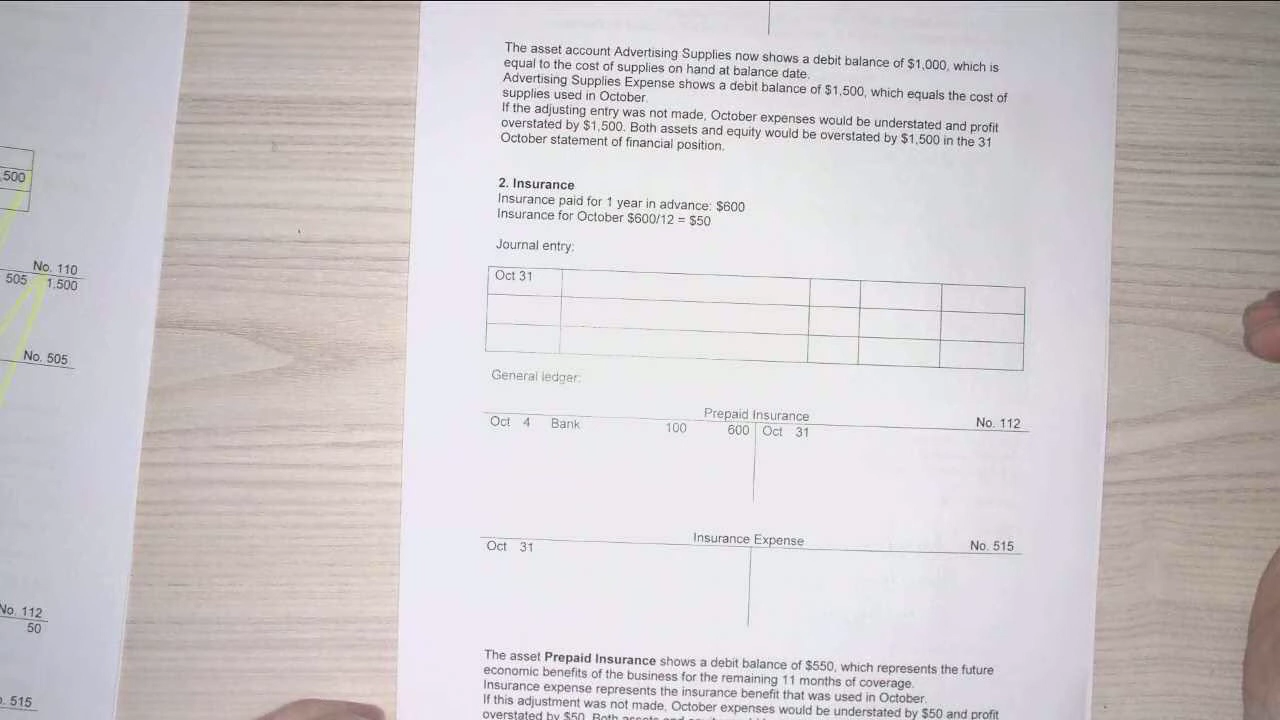 ,500
No. 110
505 1,500
No. 505
No. 112
50
. 515
The asset account Advertising Supplies now shows a debit balance of $1,000, which is
equal to the cost of supplies on hand at balance date.
Advertising Supplies Expense shows a debit balance of $1,500, which equals the cost of
supplies used in October.
If the adjusting entry was not made, October expenses would be understated and profit
overstated by $1,500. Both assets and equity would be overstated by $1,500 in the 31
October statement of financial position.
2. Insurance
Insurance paid for 1 year in advance: $600
Insurance for October $600/12 = $50
Journal entry:
Oct 31
General ledger:
Prepaid Insurance No. 112
Oct 4 Bank 100 600 Oct 31
Insurance Expense No. 515
Oct 31
The asset Prepaid Insurance shows a debit balance of $550, which represents the future
economic benefits of the business for the remaining 11 months of coverage.
Insurance expense represents the insurance benefit that was used in October.
If this adjustment was not made, October expenses would be understated by $50 and profit
overstated by $50. Both assets and